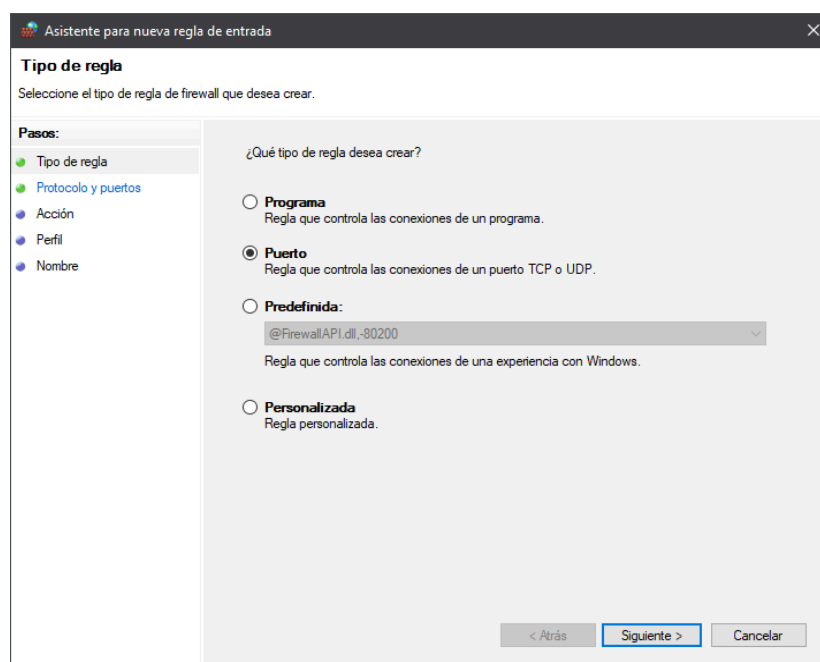 Asistente para nueva regla de entrada
Tipo de regla
Seleccione el tipo de regla de firewall que desea crear.
Pasos:
Tipo de regla
Protocolo y puertos
Acción
Perfil
Nombre
¿Qué tipo de regla desea crear?
Programa
Regla que controla las conexiones de un programa.
Puerto
Regla que controla las conexiones de un puerto TCP o UDP.
Predefinida:
@FirewallAPI.dll,-80200
Regla que controla las conexiones de una experiencia con Windows.
Personalizada
Regla personalizada.
< Atrás
Siguiente >
Cancelar